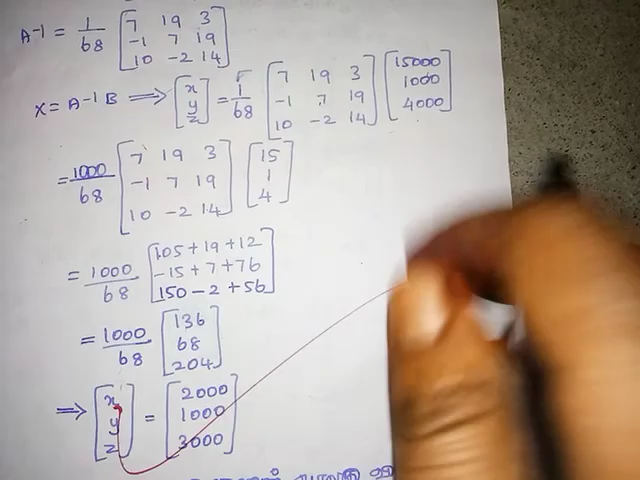 A-1 = 1/68 [7 19 3
-1 7 19
10 -2 14]
X = A-1 B ⟹ [x y z] = 1/68 [7 19 3
-1 7 19
10 -2 14] [15000
1000
4000]
= 1000/68 [7 19 3
-1 7 19
10 -2 14] [15
1
4]
= 1000/68 [105 + 19 + 12
-15 + 7 + 76
150 - 2 + 56]
= 1000/68 [136
68
204]
⟹ [x y z] = [2000
1000
3000]